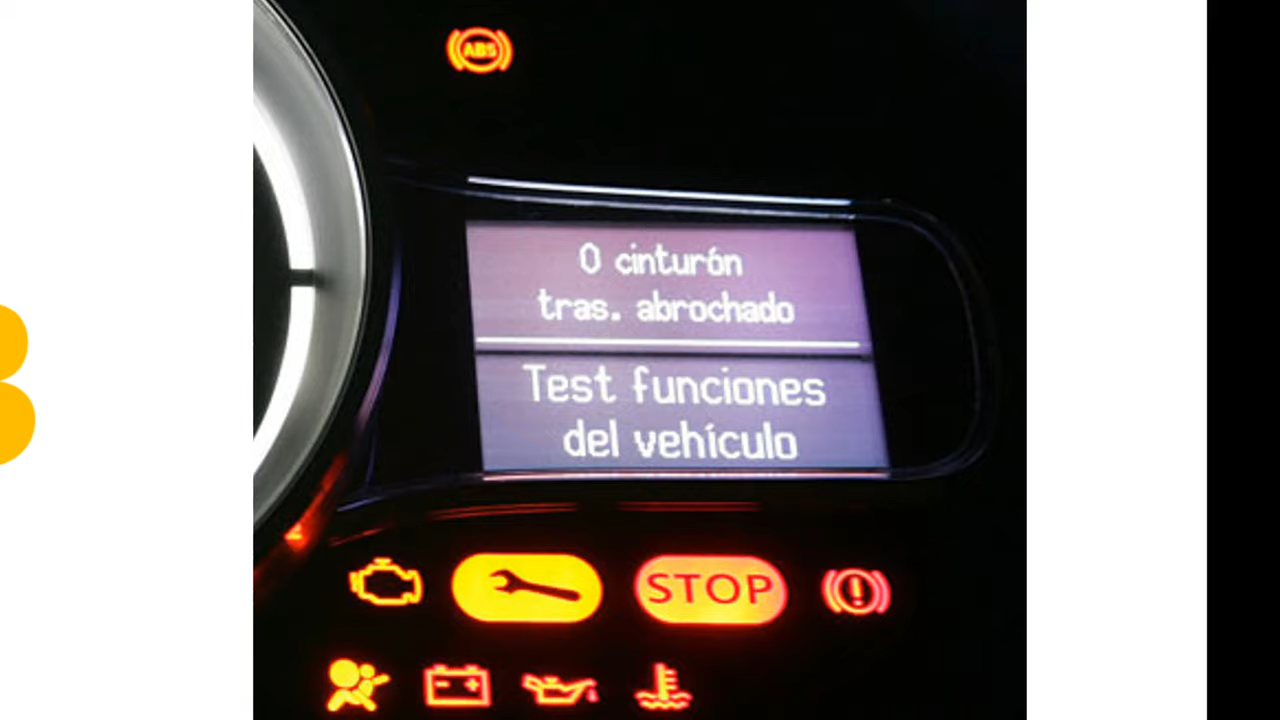 ABS
0 cinturón
tras. abrochado
Test funciones
del vehículo
STOP